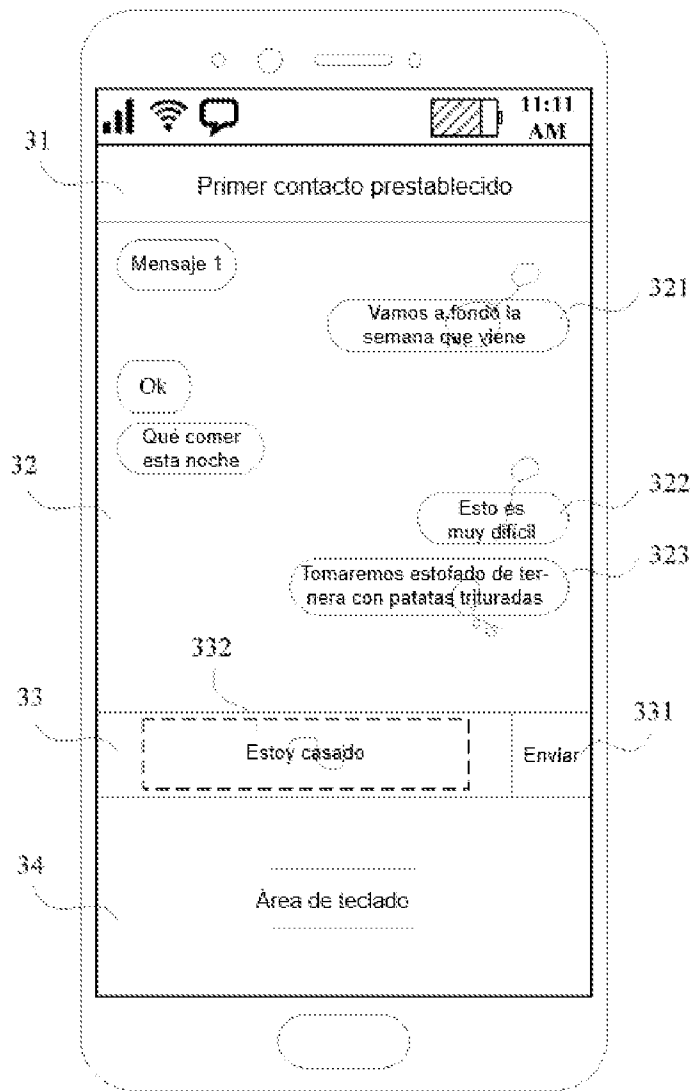 11:11
AM
31
Primer contacto prestablecido
Mensaje 1
321
Vamos a fondo la
semana que viene
Ok
Qué comer
esta noche
32
322
Esto es
muy difícil
323
Tomaremos estofado de ter-
nera con patatas trituradas
332
33
331
Estoy casado
Enviar
34
Área de teclado